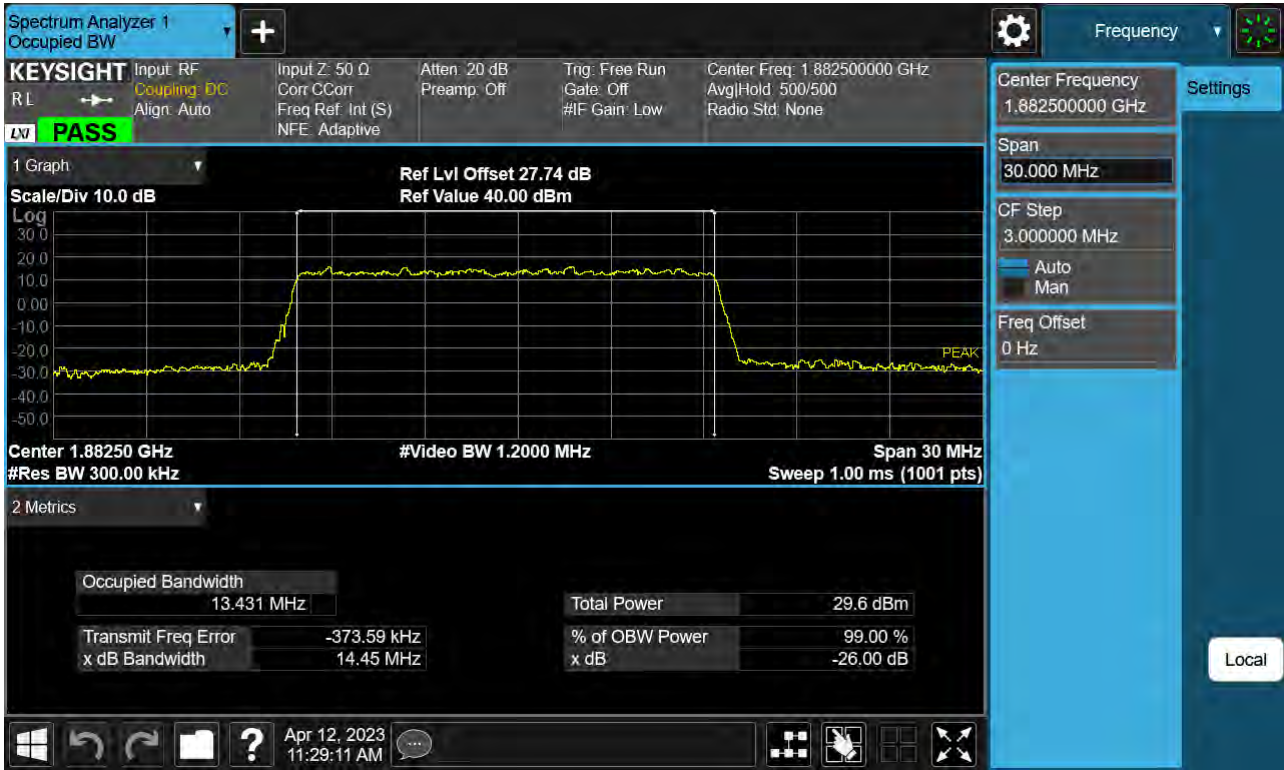 Spectrum Analyzer 1
Occupied BW
Frequency
KEYSIGHT
RL
LXI
PASS
Input: RF
Coupling: DC
Align: Auto
Input Z: 50 Ω
Corr CCorr
Freq Ref: Int (S)
NFE: Adaptive
Atten: 20 dB
Preamp: Off
Trig: Free Run
Gate: Off
#IF Gain: Low
Center Freq: 1.882500000 GHz
Avg|Hold: 500/500
Radio Std: None
Center Frequency
1.882500000 GHz
Settings
Span
30.000 MHz
CF Step
3.000000 MHz
Auto
Man
Freq Offset
0 Hz
1 Graph
Scale/Div 10.0 dB
Ref Lvl Offset 27.74 dB
Ref Value 40.00 dBm
Log
30.0
20.0
10.0
0.00
-10.0
-20.0
-30.0
-40.0
-50.0
PEAK
Center 1.88250 GHz
#Res BW 300.00 kHz
#Video BW 1.2000 MHz
Span 30 MHz
Sweep 1.00 ms (1001 pts)
2 Metrics
Occupied Bandwidth
13.431 MHz
Total Power 29.6 dBm
Transmit Freq Error -373.59 kHz
% of OBW Power 99.00 %
x dB Bandwidth 14.45 MHz
x dB -26.00 dB
Local
?
Apr 12, 2023
11:29:11 AM